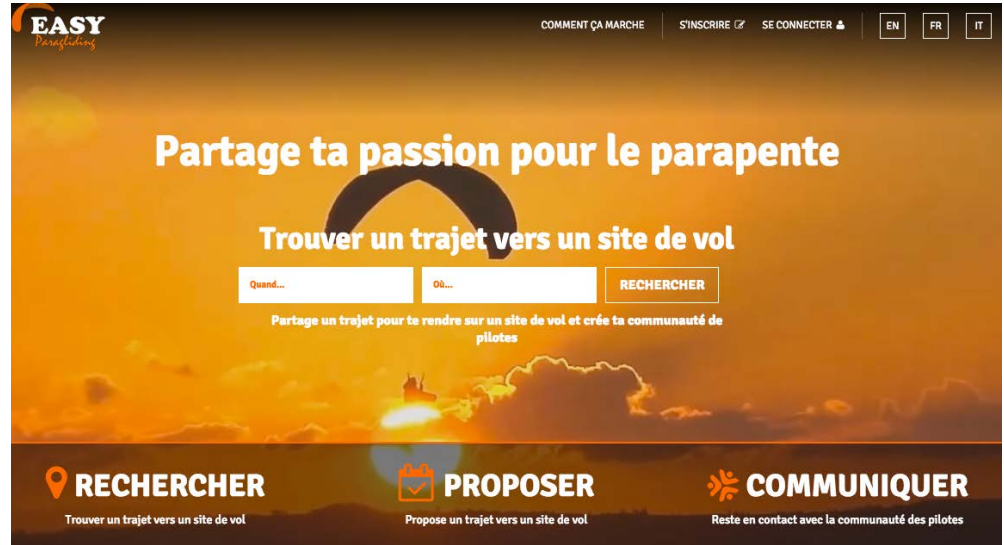 EASY
Paragliding
COMMENT ÇA MARCHE
S'INSCRIRE
SE CONNECTER
EN
FR
IT
Partage ta passion pour le parapente
Trouver un trajet vers un site de vol
Quand...
Où...
RECHERCHER
Partage un trajet pour te rendre sur un site de vol et crée ta communauté de
pilotes
RECHERCHER
PROPOSER
COMMUNIQUER
Trouver un trajet vers un site de vol
Propose un trajet vers un site de vol
Reste en contact avec la communauté des pilotes